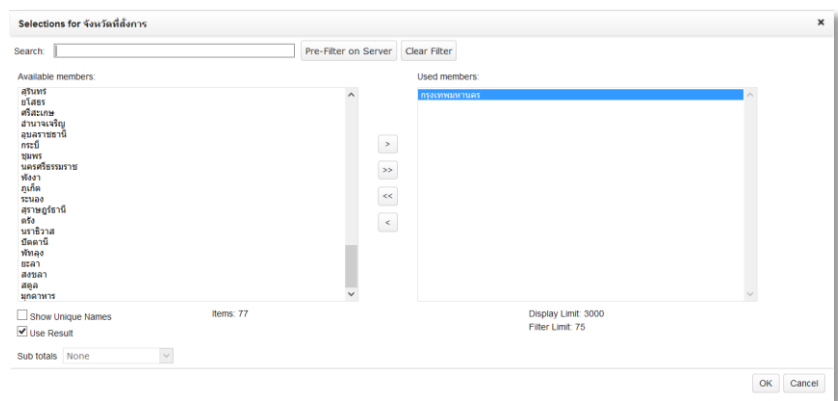 Selections for จังหวัดที่สั่งการ
Search:
Pre-Filter on Server
Clear Filter
Available members:
สุรินทร์
ยโสธร
ศรีสะเกษ
อำนาจเจริญ
อุบลราชธานี
กระบี่
ชุมพร
นครศรีธรรมราช
พังงา
ภูเก็ต
ระนอง
สุราษฎร์ธานี
ตรัง
นราธิวาส
ปัตตานี
พัทลุง
ยะลา
สงขลา
สตูล
มุกดาหาร
>
>>
<<
<
Used members:
กรุงเทพมหานคร
Show Unique Names
Items: 77
Use Result
Display Limit: 3000
Filter Limit: 75
Sub totals None
OK Cancel